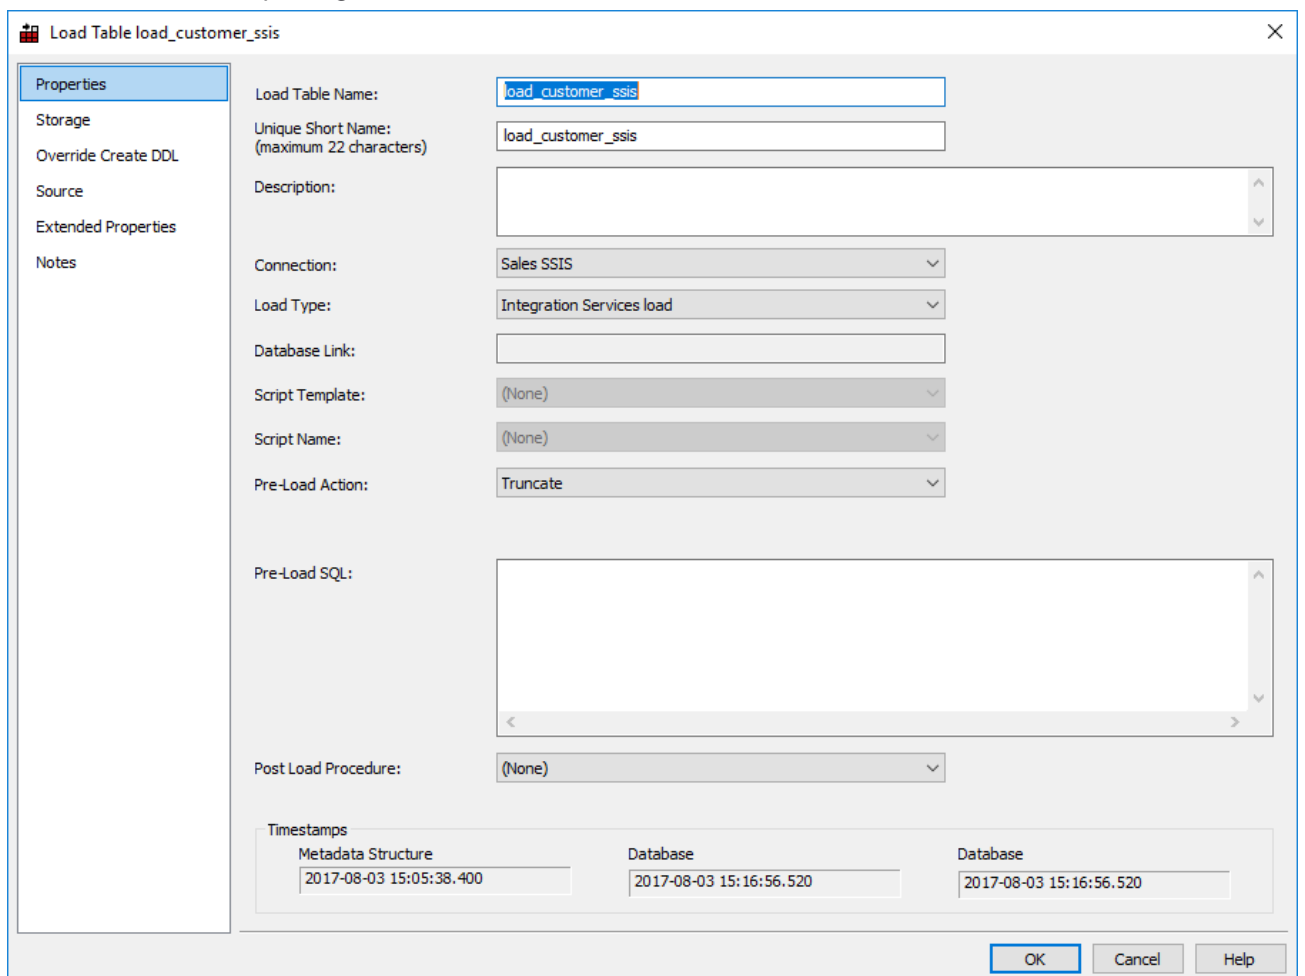 Load Table load_customer_ssis
Properties
Storage
Override Create DDL
Source
Extended Properties
Notes
Load Table Name:
load_customer_ssis
Unique Short Name:
(maximum 22 characters)
load_customer_ssis
Description:
Connection:
Sales SSIS
Load Type:
Integration Services load
Database Link:
Script Template:
(None)
Script Name:
(None)
Pre-Load Action:
Truncate
Pre-Load SQL:
Post Load Procedure:
(None)
Timestamps
Metadata Structure
Database
Database
2017-08-03 15:05:38.400
2017-08-03 15:16:56.520
2017-08-03 15:16:56.520
OK
Cancel
Help